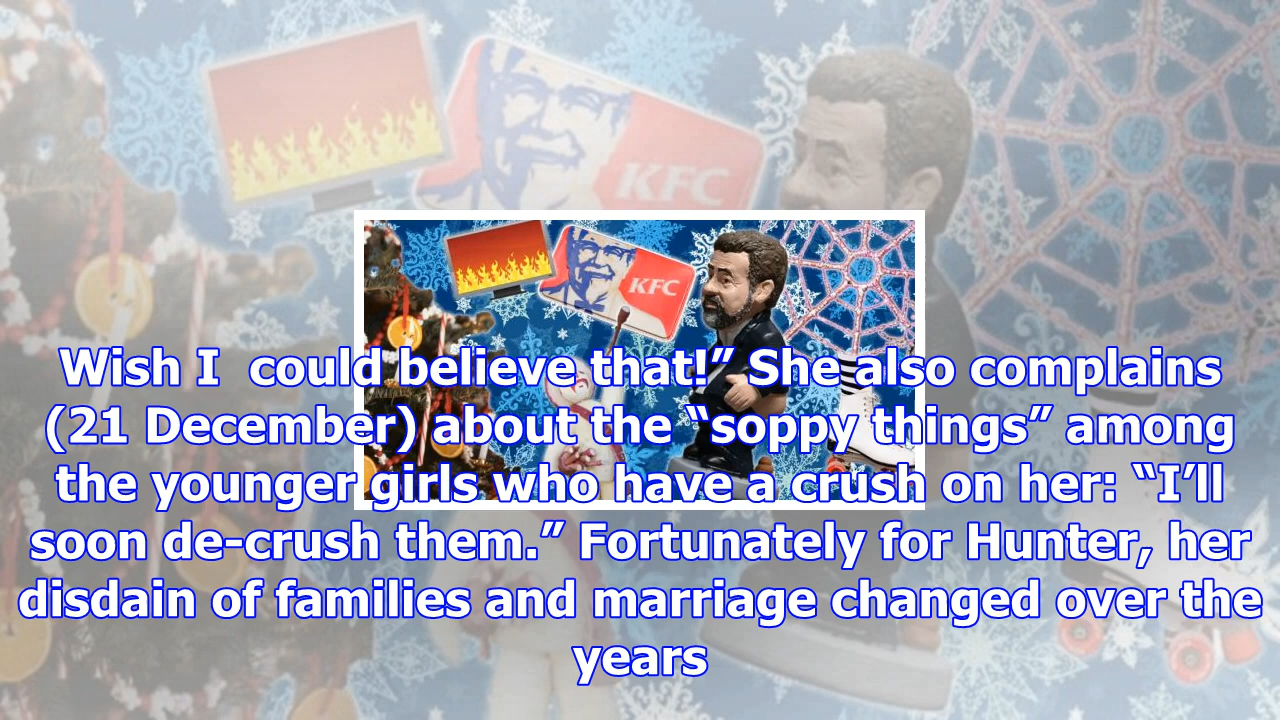 KFC
KFC
Wish I  could believe that!” She also complains
(21 December) about the “soppy things” among
the younger girls who have a crush on her: “I’ll
soon de-crush them.” Fortunately for Hunter, her
disdain of families and marriage changed over the
years